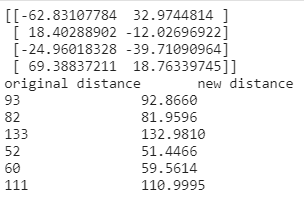 [[-62.83107784 32.9744814 ]
[ 18.40288902 -12.02696922]
[-24.96018328 -39.71090964]
[ 69.38837211 18.76339745]]
original distance new distance
93 92.8660
82 81.9596
133 132.9810
52 51.4466
60 59.5614
111 110.9995